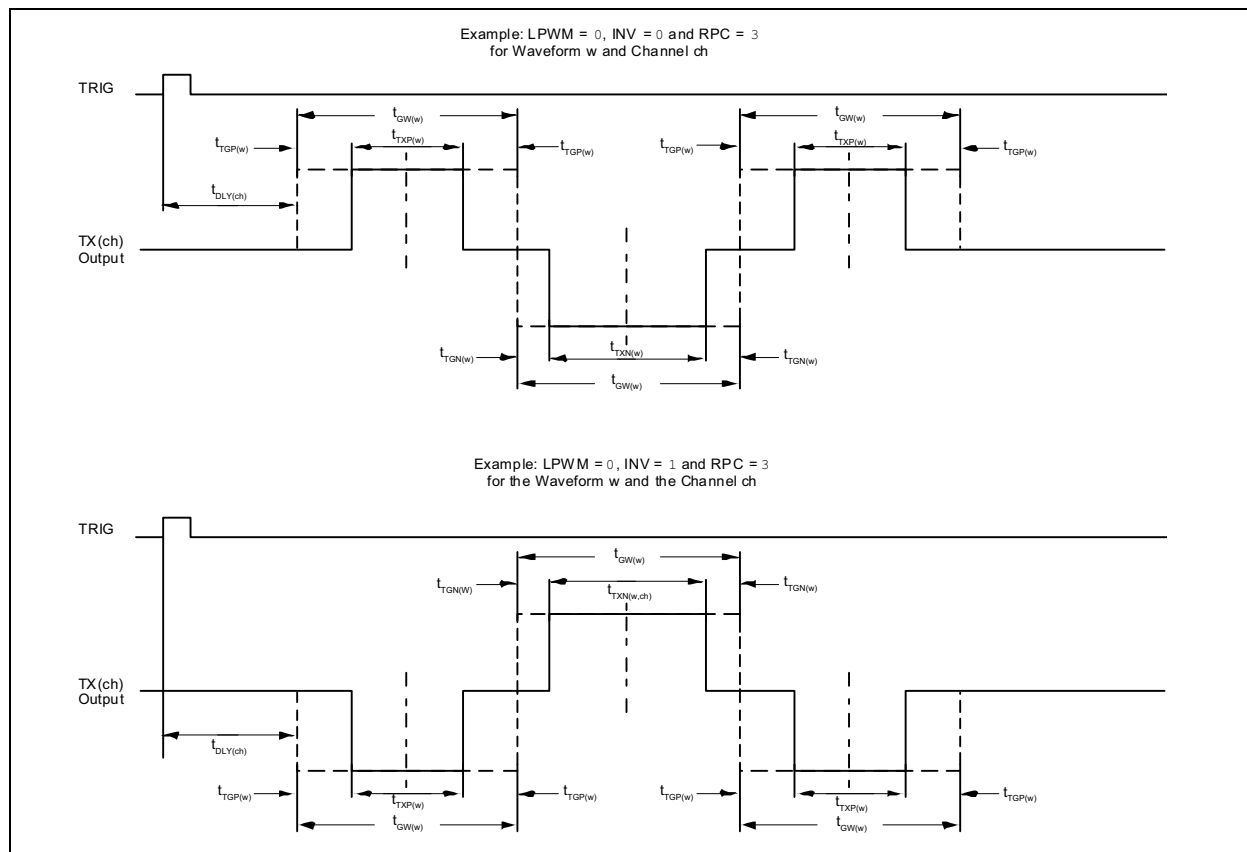 Example: LPWM = 0, INV = 0 and RPC = 3
for Waveform w and Channel ch
TRIG
tGW(w)
tGW(w)
tTXP(w)
tTXP(w)
tTGP(w)
tTGP(w)
tTGP(w)
tTGP(w)
tDLY(ch)
TX(ch)
Output
tTGN(w)
tTXN(w)
tTGN(w)
tGW(w)
Example: LPWM = 0, INV = 1 and RPC = 3
for the Waveform w and the Channel ch
TRIG
tGW(w)
tTGN(W)
tTXN(w,ch)
tTGN(w)
TX(ch)
Output
tDLY(ch)
tTGP(w)
tTXP(w)
tTGP(w)
tTGP(w)
tTXP(w)
tTGP(w)
tGW(w)
tGW(w)